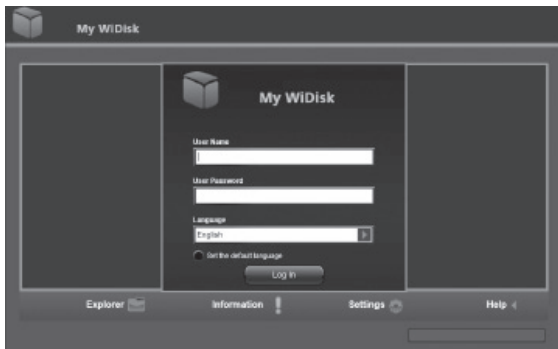 My WiDisk
My WiDisk
User Name
User Password
Language
English
Set the default language
Log in
Explorer Information Settings Help